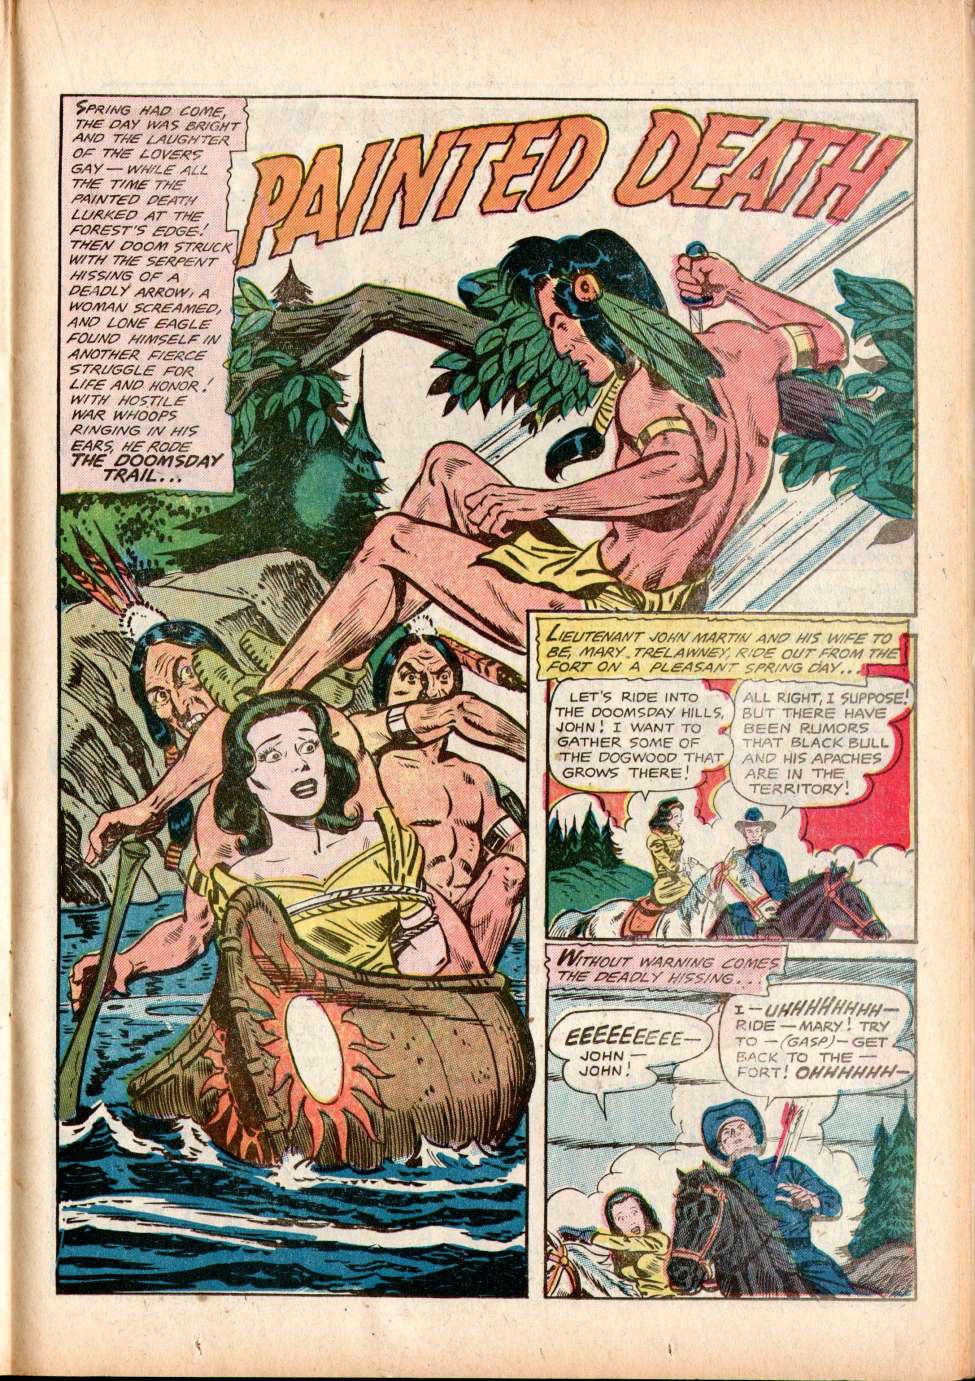 SPRING HAD COME,
THE DAY WAS BRIGHT
AND THE LAUGHTER
OF THE LOVERS
GAY — WHILE ALL
THE TIME THE
PAINTED DEATH
LURKED AT THE
FOREST'S EDGE!
THEN DOOM STRUCK
WITH THE SERPENT
HISSING OF A
DEADLY ARROW, A
WOMAN SCREAMED,
AND LONE EAGLE
FOUND HIMSELF IN
ANOTHER FIERCE
STRUGGLE FOR
LIFE AND HONOR!
WITH HOSTILE
WAR WHOOPS
RINGING IN HIS
EARS, HE RODE
THE DOOMSDAY
TRAIL...
PAINTED DEATH
LIEUTENANT JOHN MARTIN AND HIS WIFE TO
BE, MARY TRELAWNEY, RIDE OUT FROM THE
FORT ON A PLEASANT SPRING DAY...
LET'S RIDE INTO
THE DOOMSDAY HILLS,
JOHN! I WANT TO
GATHER SOME OF
THE DOGWOOD THAT
GROWS THERE!
ALL RIGHT, I SUPPOSE!
BUT THERE HAVE
BEEN RUMORS
THAT BLACK BULL
AND HIS APACHES
ARE IN THE
TERRITORY!
WITHOUT WARNING COMES
THE DEADLY HISSING...
EEEEEEEEE—
JOHN —
JOHN!
I — UHHHHHHHH—
RIDE — MARY! TRY
TO — (GASP) — GET
BACK TO THE —
FORT! OHHHHHH—